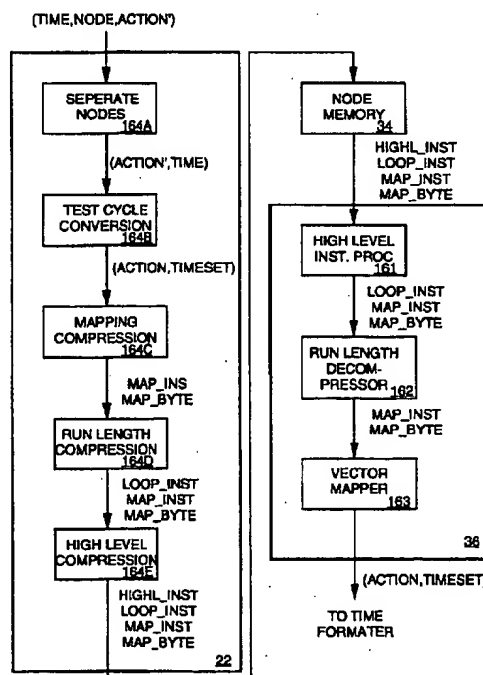 (TIME,NODE,ACTION')
SEPERATE
NODES
164A
(ACTION',TIME)
TEST CYCLE
CONVERSION
164B
(ACTION,TIMESET)
MAPPING
COMPRESSION
164C
MAP_INS
MAP_BYTE
RUN LENGTH
COMPRESSION
164D
LOOP_INST
MAP_INST
MAP_BYTE
HIGH LEVEL
COMPRESSION
164E
HIGHL_INST
LOOP_INST
MAP_INST
MAP_BYTE
22
NODE
MEMORY
34
HIGHL_INST
LOOP_INST
MAP_INST
MAP_BYTE
HIGH LEVEL
INST. PROC
161
LOOP_INST
MAP_INST
MAP_BYTE
RUN LENGTH
DECOM-
PRESSOR
162
MAP_INST
MAP_BYTE
VECTOR
MAPPER
163
36
(ACTION,TIMESET)
TO TIME
FORMATER